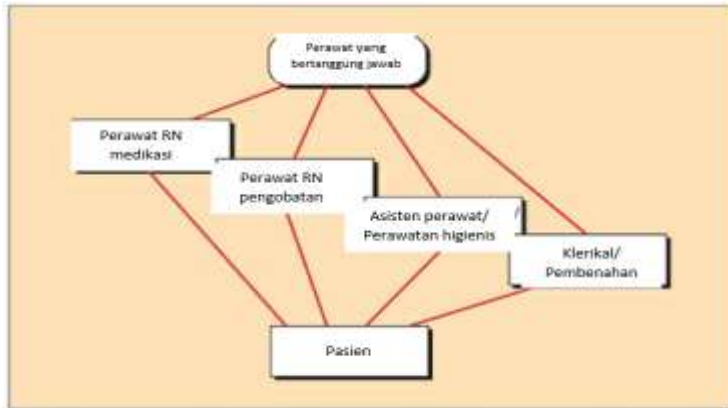 Perawat yang
bertanggung jawab
Perawat RN
medikasi
Perawat RN
pengobatan
Asisten perawat/
Perawatan higienis
Klerikal/
Pembenahan
Pasien